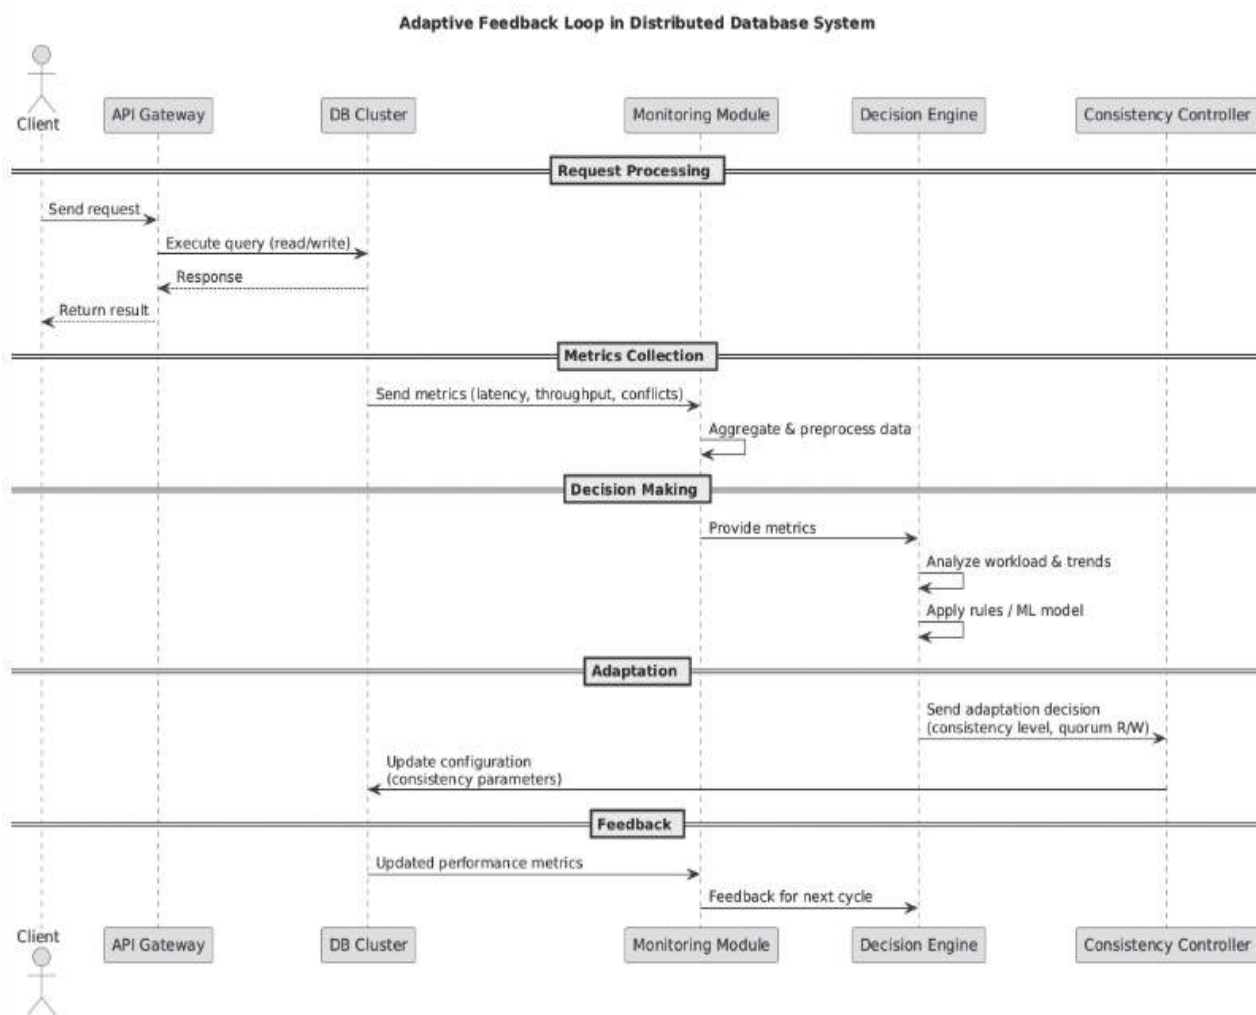 Adaptive Feedback Loop in Distributed Database System
Client
API Gateway
DB Cluster
Monitoring Module
Decision Engine
Consistency Controller
Request Processing
Send request
Execute query (read/write)
Response
Return result
Metrics Collection
Send metrics (latency, throughput, conflicts)
Aggregate & preprocess data
Decision Making
Provide metrics
Analyze workload & trends
Apply rules / ML model
Adaptation
Send adaptation decision
(consistency level, quorum R/W)
Update configuration
(consistency parameters)
Feedback
Updated performance metrics
Feedback for next cycle
Client
API Gateway
DB Cluster
Monitoring Module
Decision Engine
Consistency Controller